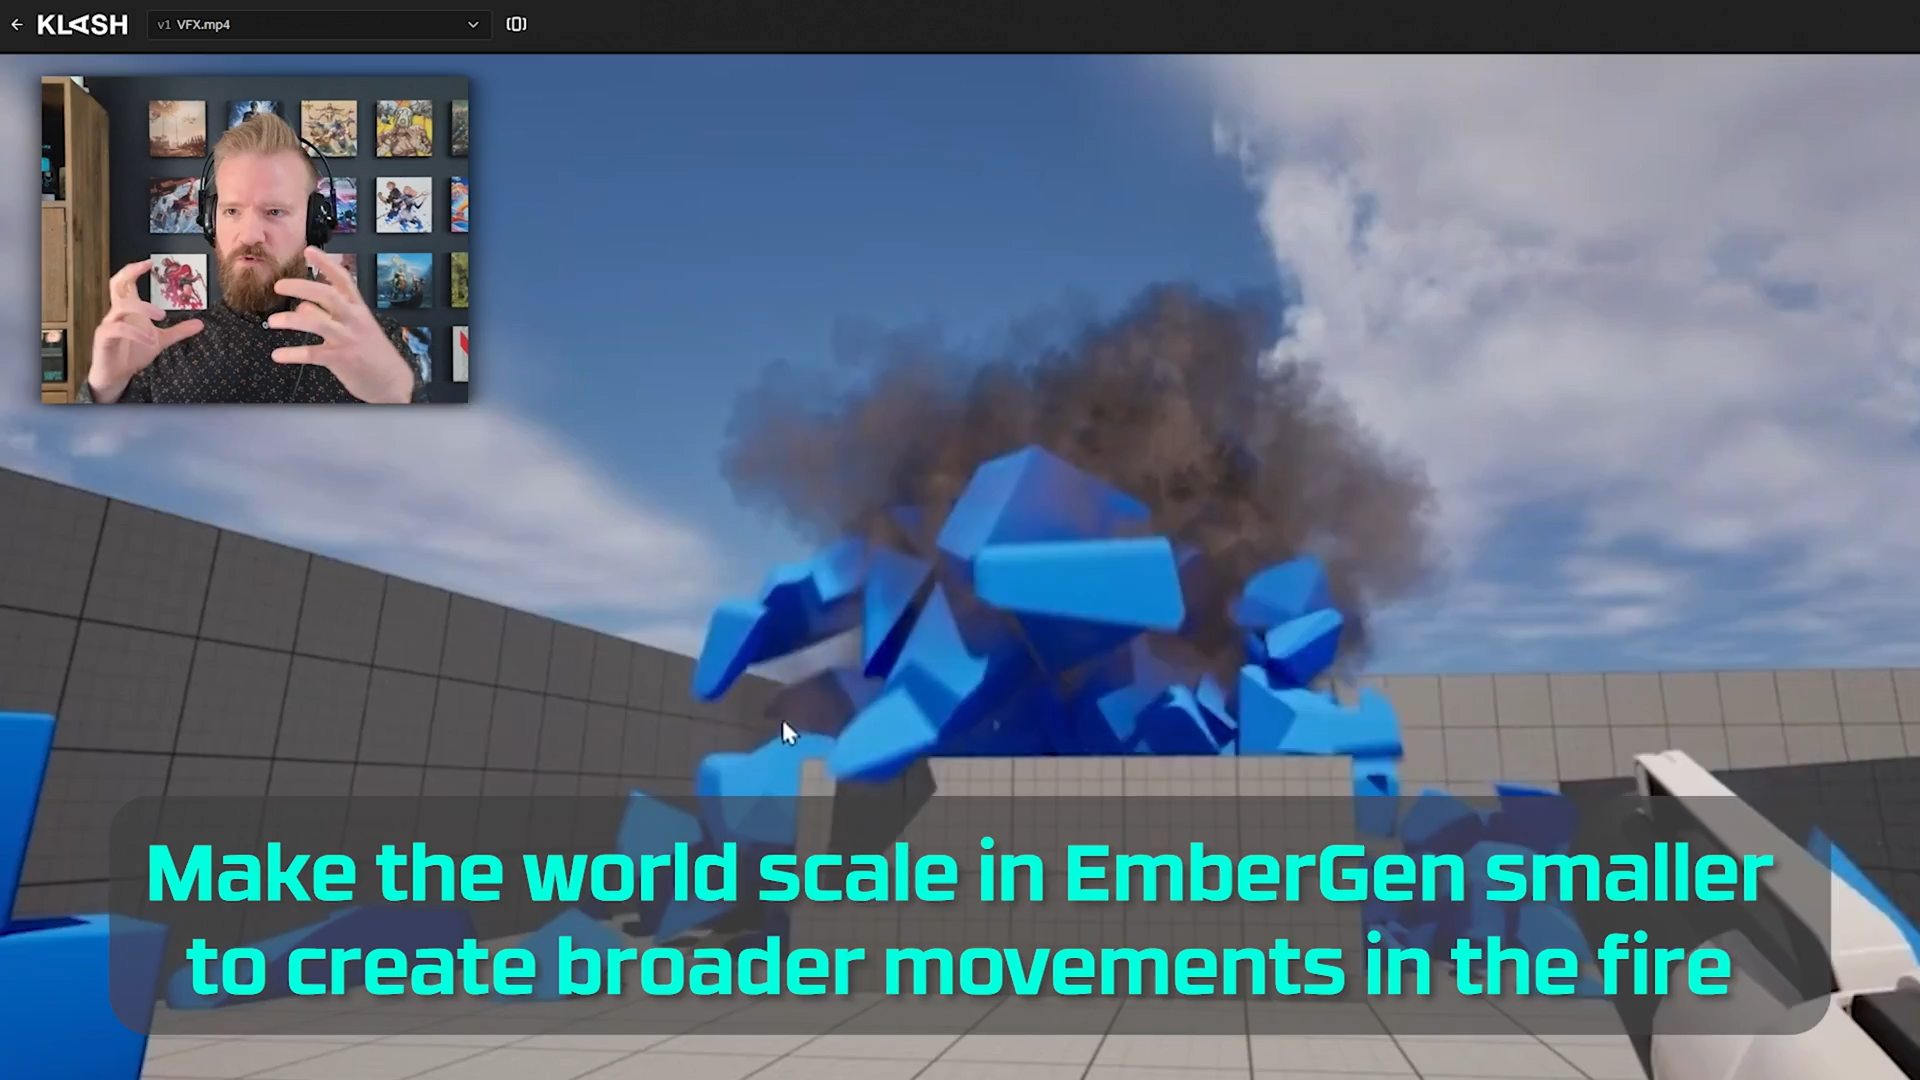 KLASH
v1 VFX.mp4
Make the world scale in EmberGen smaller
to create broader movements in the fire